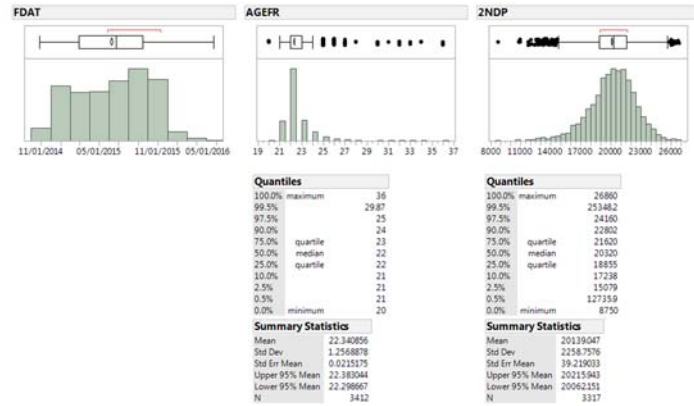 FDAT AGEFR 2NDP
11/01/2014 05/01/2015 11/01/2015 05/01/2016
19 21 23 25 27 29 31 33 35 37
8000 11000 14000 17000 20000 23000 26000
Quantiles
100.0% maximum 36
99.5% 29.87
97.5% 25
90.0% 24
75.0% quartile 23
50.0% median 22
25.0% quartile 22
10.0% 21
2.5% 21
0.5% 21
0.0% minimum 20
Summary Statistics
Mean 22.340856
Std Dev 1.2568878
Std Err Mean 0.0215175
Upper 95% Mean 22.383044
Lower 95% Mean 22.298667
N 3412
Quantiles
100.0% maximum 26860
99.5% 25348.2
97.5% 24160
90.0% 22802
75.0% quartile 21620
50.0% median 20320
25.0% quartile 18855
10.0% 17238
2.5% 15079
0.5% 12735.9
0.0% minimum 8750
Summary Statistics
Mean 20139.047
Std Dev 2258.7576
Std Err Mean 39.219033
Upper 95% Mean 20215.943
Lower 95% Mean 20062.151
N 3317